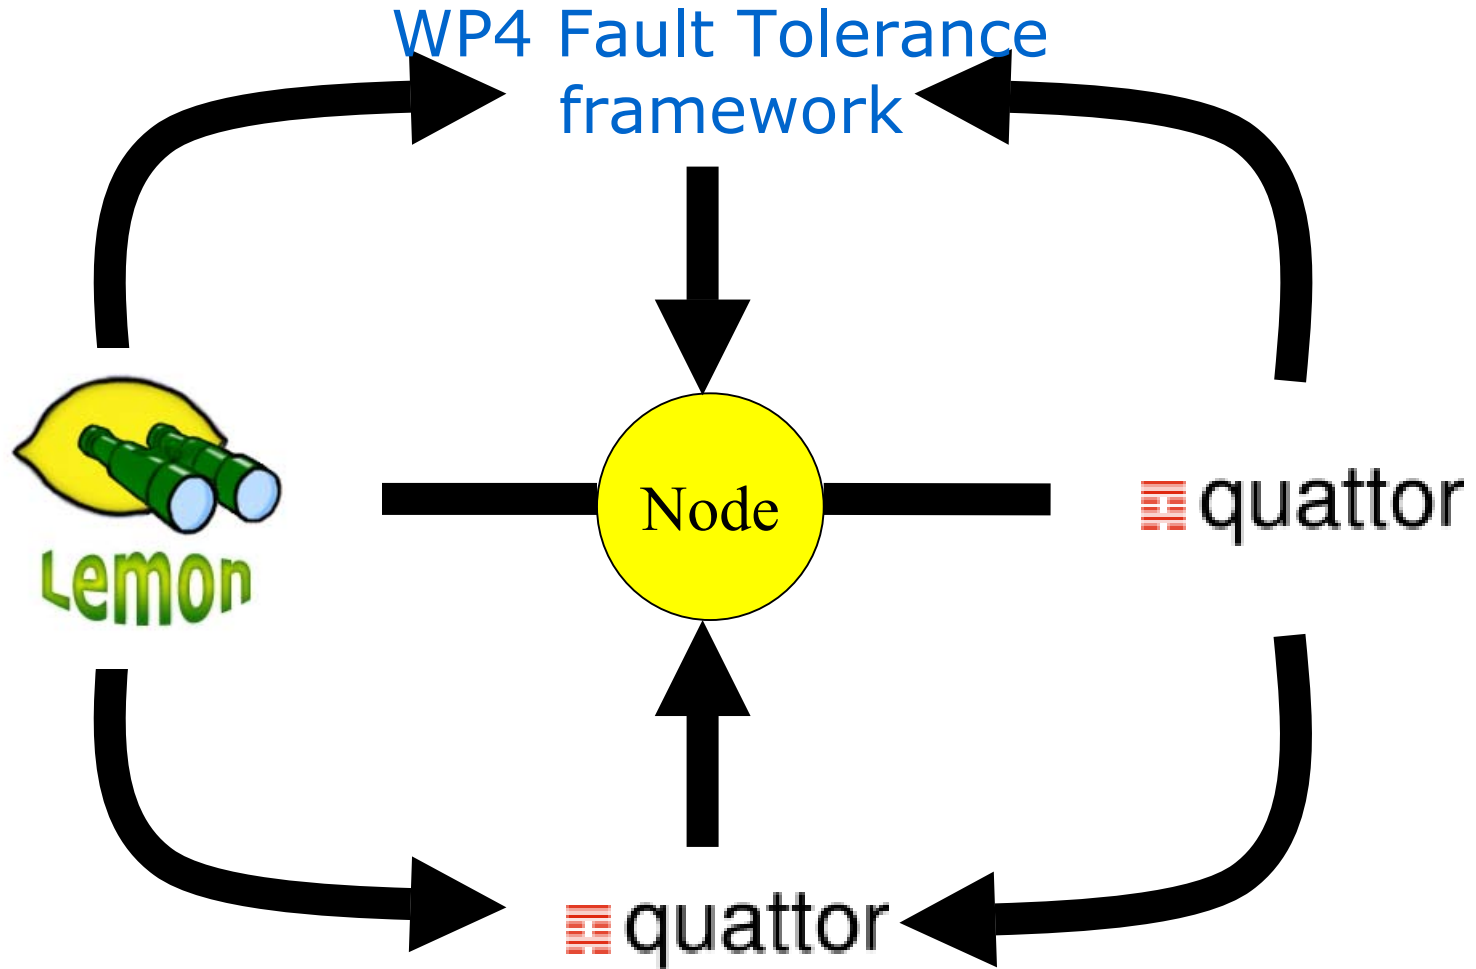 WP4 Fault Tolerance
framework
Node
Lemon
quattor
quattor